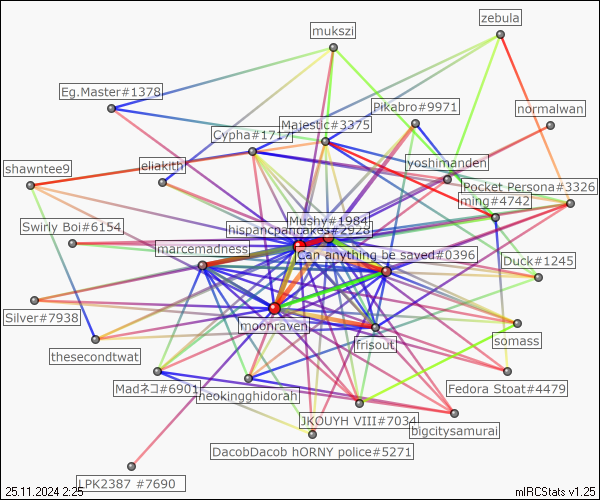 zebula
mukszi
Eg.Master#1378
Pikabro#9971
normalwan
Majestic#3375
Cypha#1717
yoshimanden
eliakith
shawntee9
Pocket Persona#3326
ming#4742
Mushy#1984
Swirly Boi#6154
hispancpancakes#2928
marcemadness
Can anything be saved#0396
Duck#1245
Silver#7938
moonraven
frisout
somass
thesecondtwat
Madネコ#6901
Fedora Stoat#4479
heokingghidorah
JKOUYH VIII#7034
bigcitysamurai
DacobDacob hORNY police#5271
LPK2387 #7690
25.11.2024 2:25
mIRCStats v1.25